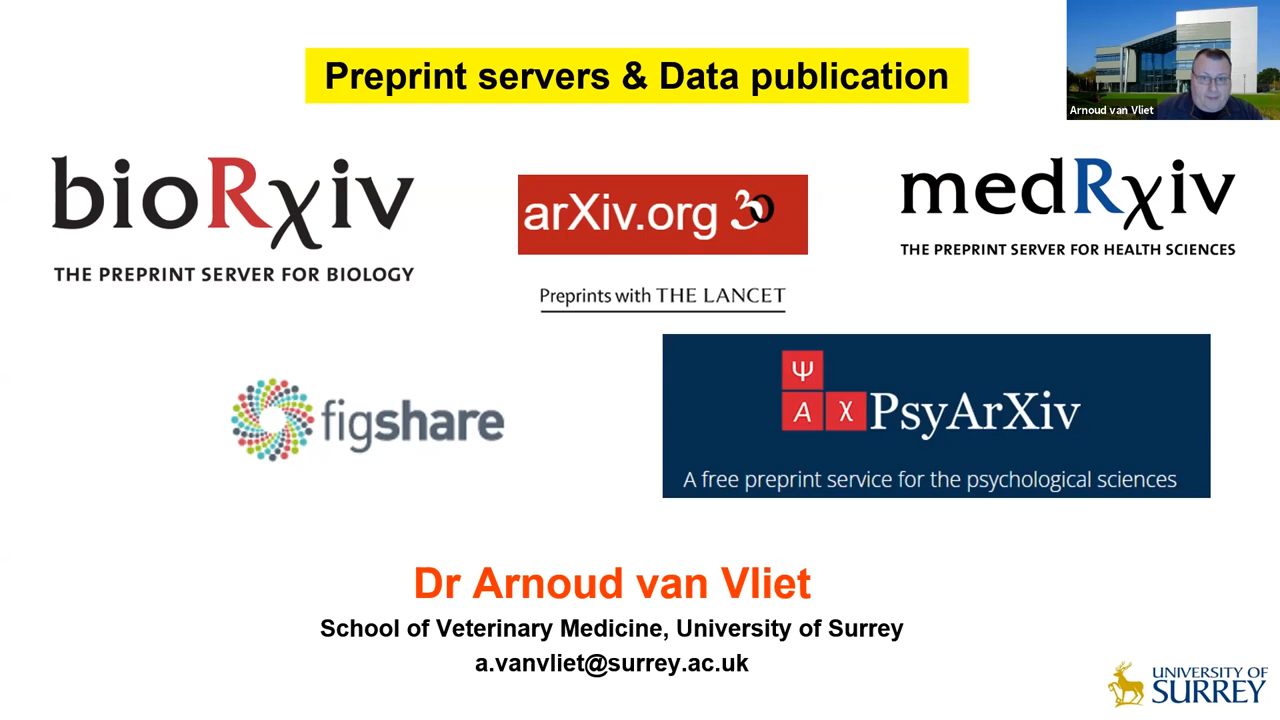 Preprint servers & Data publication
Arnoud van Vliet
bioRχiv
THE PREPRINT SERVER FOR BIOLOGY
arXiv.org 30
medRχiv
THE PREPRINT SERVER FOR HEALTH SCIENCES
Preprints with THE LANCET
figshare
Ψ
A χ PsyArXiv
A free preprint service for the psychological sciences
Dr Arnoud van Vliet
School of Veterinary Medicine, University of Surrey
a.vanvliet@surrey.ac.uk
UNIVERSITY OF
SURREY